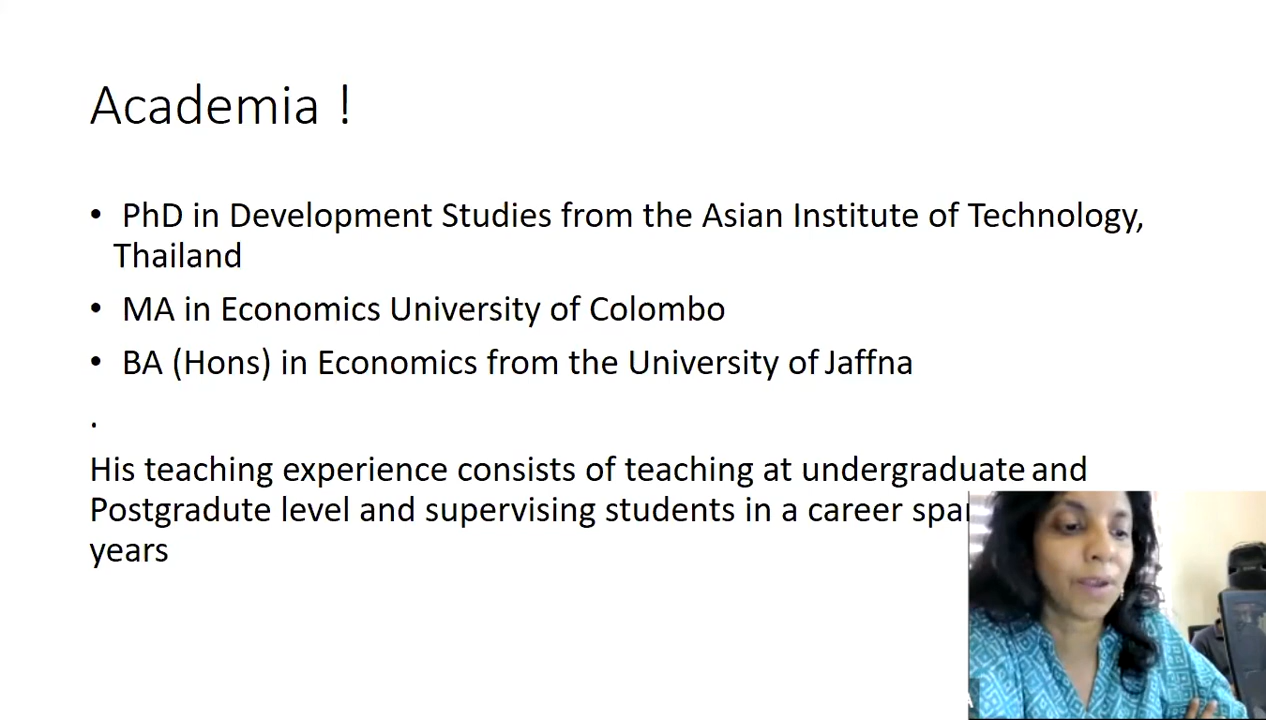 Academia !
• PhD in Development Studies from the Asian Institute of Technology,
Thailand
• MA in Economics University of Colombo
• BA (Hons) in Economics from the University of Jaffna
.
His teaching experience consists of teaching at undergraduate and
Postgradute level and supervising students in a career
years